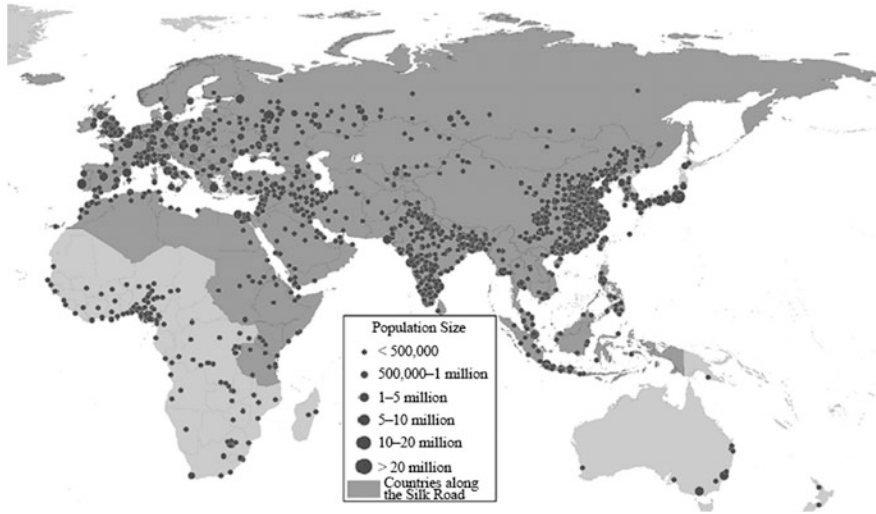 Population Size
< 500,000
500,000–1 million
1–5 million
5–10 million
10–20 million
> 20 million
Countries along
the Silk Road